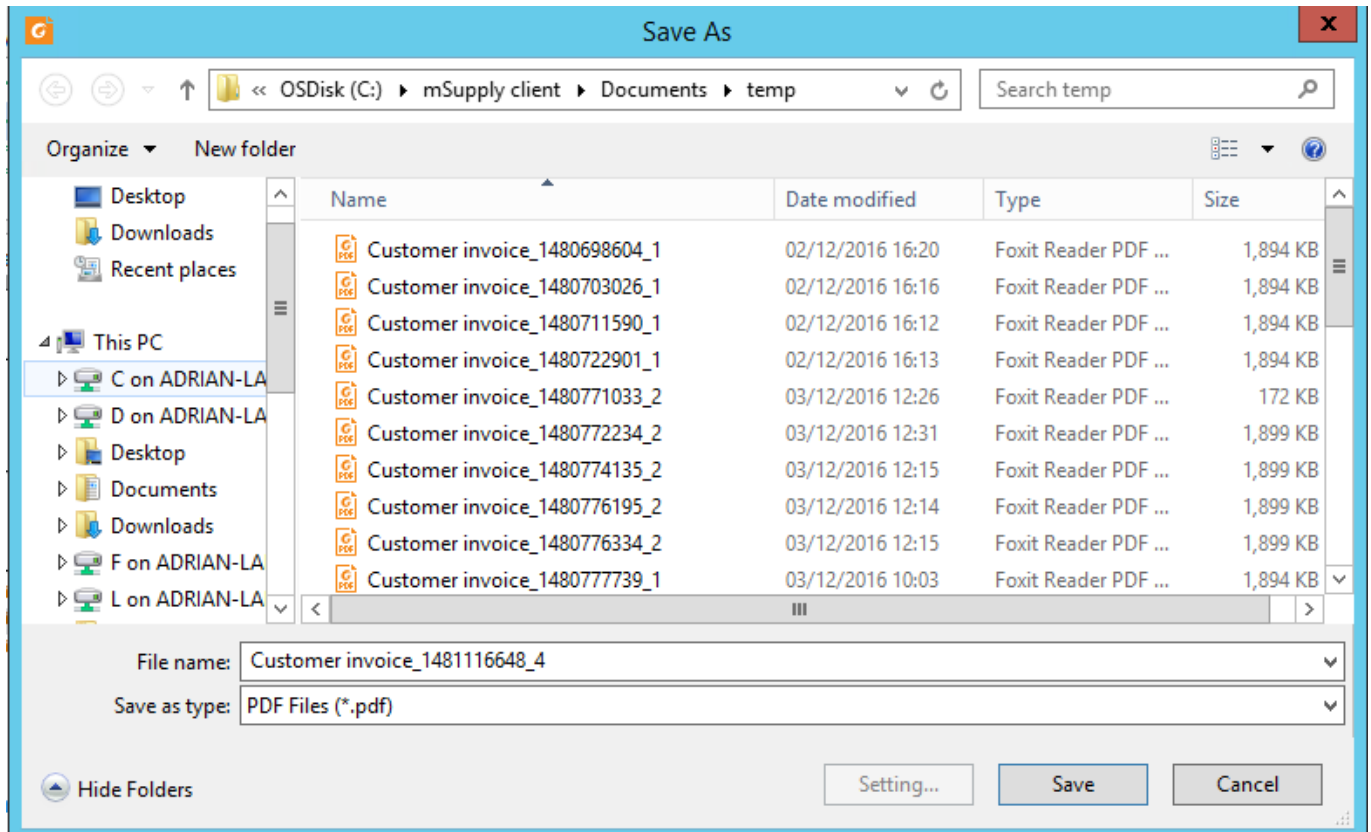 Save As
« OSDisk (C:) mSupply client Documents temp
Search temp
Organize New folder
Desktop
Downloads
Recent places
This PC
C on ADRIAN-LA
D on ADRIAN-LA
Desktop
Documents
Downloads
F on ADRIAN-LA
L on ADRIAN-LA
Name Date modified Type Size
Customer invoice_1480698604_1 02/12/2016 16:20 Foxit Reader PDF ... 1,894 KB
Customer invoice_1480703026_1 02/12/2016 16:16 Foxit Reader PDF ... 1,894 KB
Customer invoice_1480711590_1 02/12/2016 16:12 Foxit Reader PDF ... 1,894 KB
Customer invoice_1480722901_1 02/12/2016 16:13 Foxit Reader PDF ... 1,894 KB
Customer invoice_1480771033_2 03/12/2016 12:26 Foxit Reader PDF ... 172 KB
Customer invoice_1480772234_2 03/12/2016 12:31 Foxit Reader PDF ... 1,899 KB
Customer invoice_1480774135_2 03/12/2016 12:15 Foxit Reader PDF ... 1,899 KB
Customer invoice_1480776195_2 03/12/2016 12:14 Foxit Reader PDF ... 1,899 KB
Customer invoice_1480776334_2 03/12/2016 12:15 Foxit Reader PDF ... 1,899 KB
Customer invoice_1480777739_1 03/12/2016 10:03 Foxit Reader PDF ... 1,894 KB
File name: Customer invoice_1481116648_4
Save as type: PDF Files (*.pdf)
Hide Folders
Setting... Save Cancel